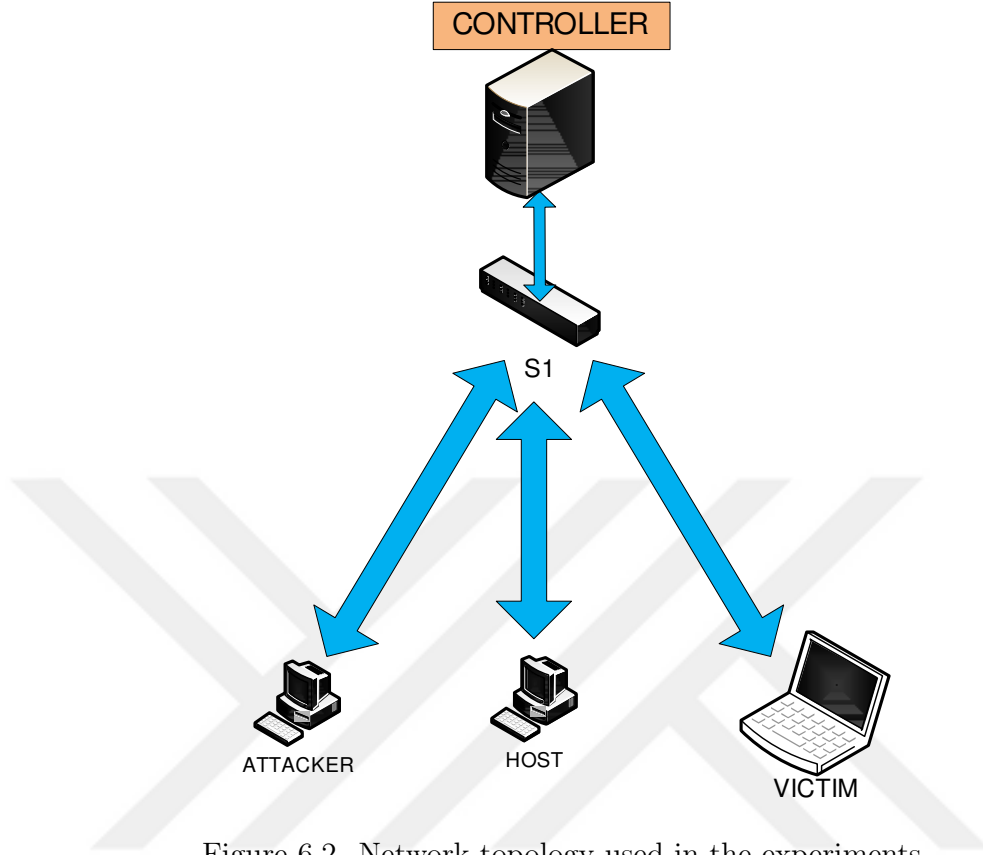 CONTROLLER
S1
ATTACKER
HOST
VICTIM
Figure 6.2. Network topology used in the experiments